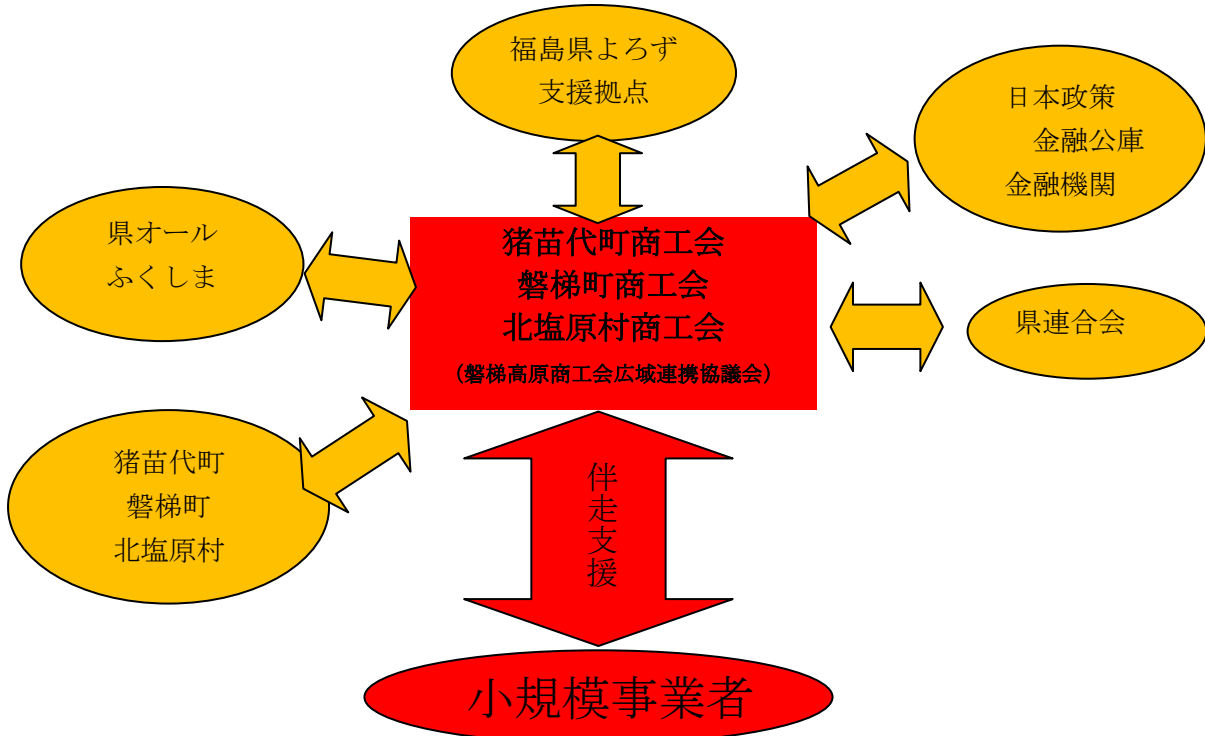 福島県よろず
支援拠点
日本政策
金融公庫
金融機関
県オール
ふくしま
猪苗代町商工会
磐梯町商工会
北塩原村商工会
（磐梯高原商工会広域連携協議会）
県連合会
猪苗代町
磐梯町
北塩原村
伴走支援
小規模事業者